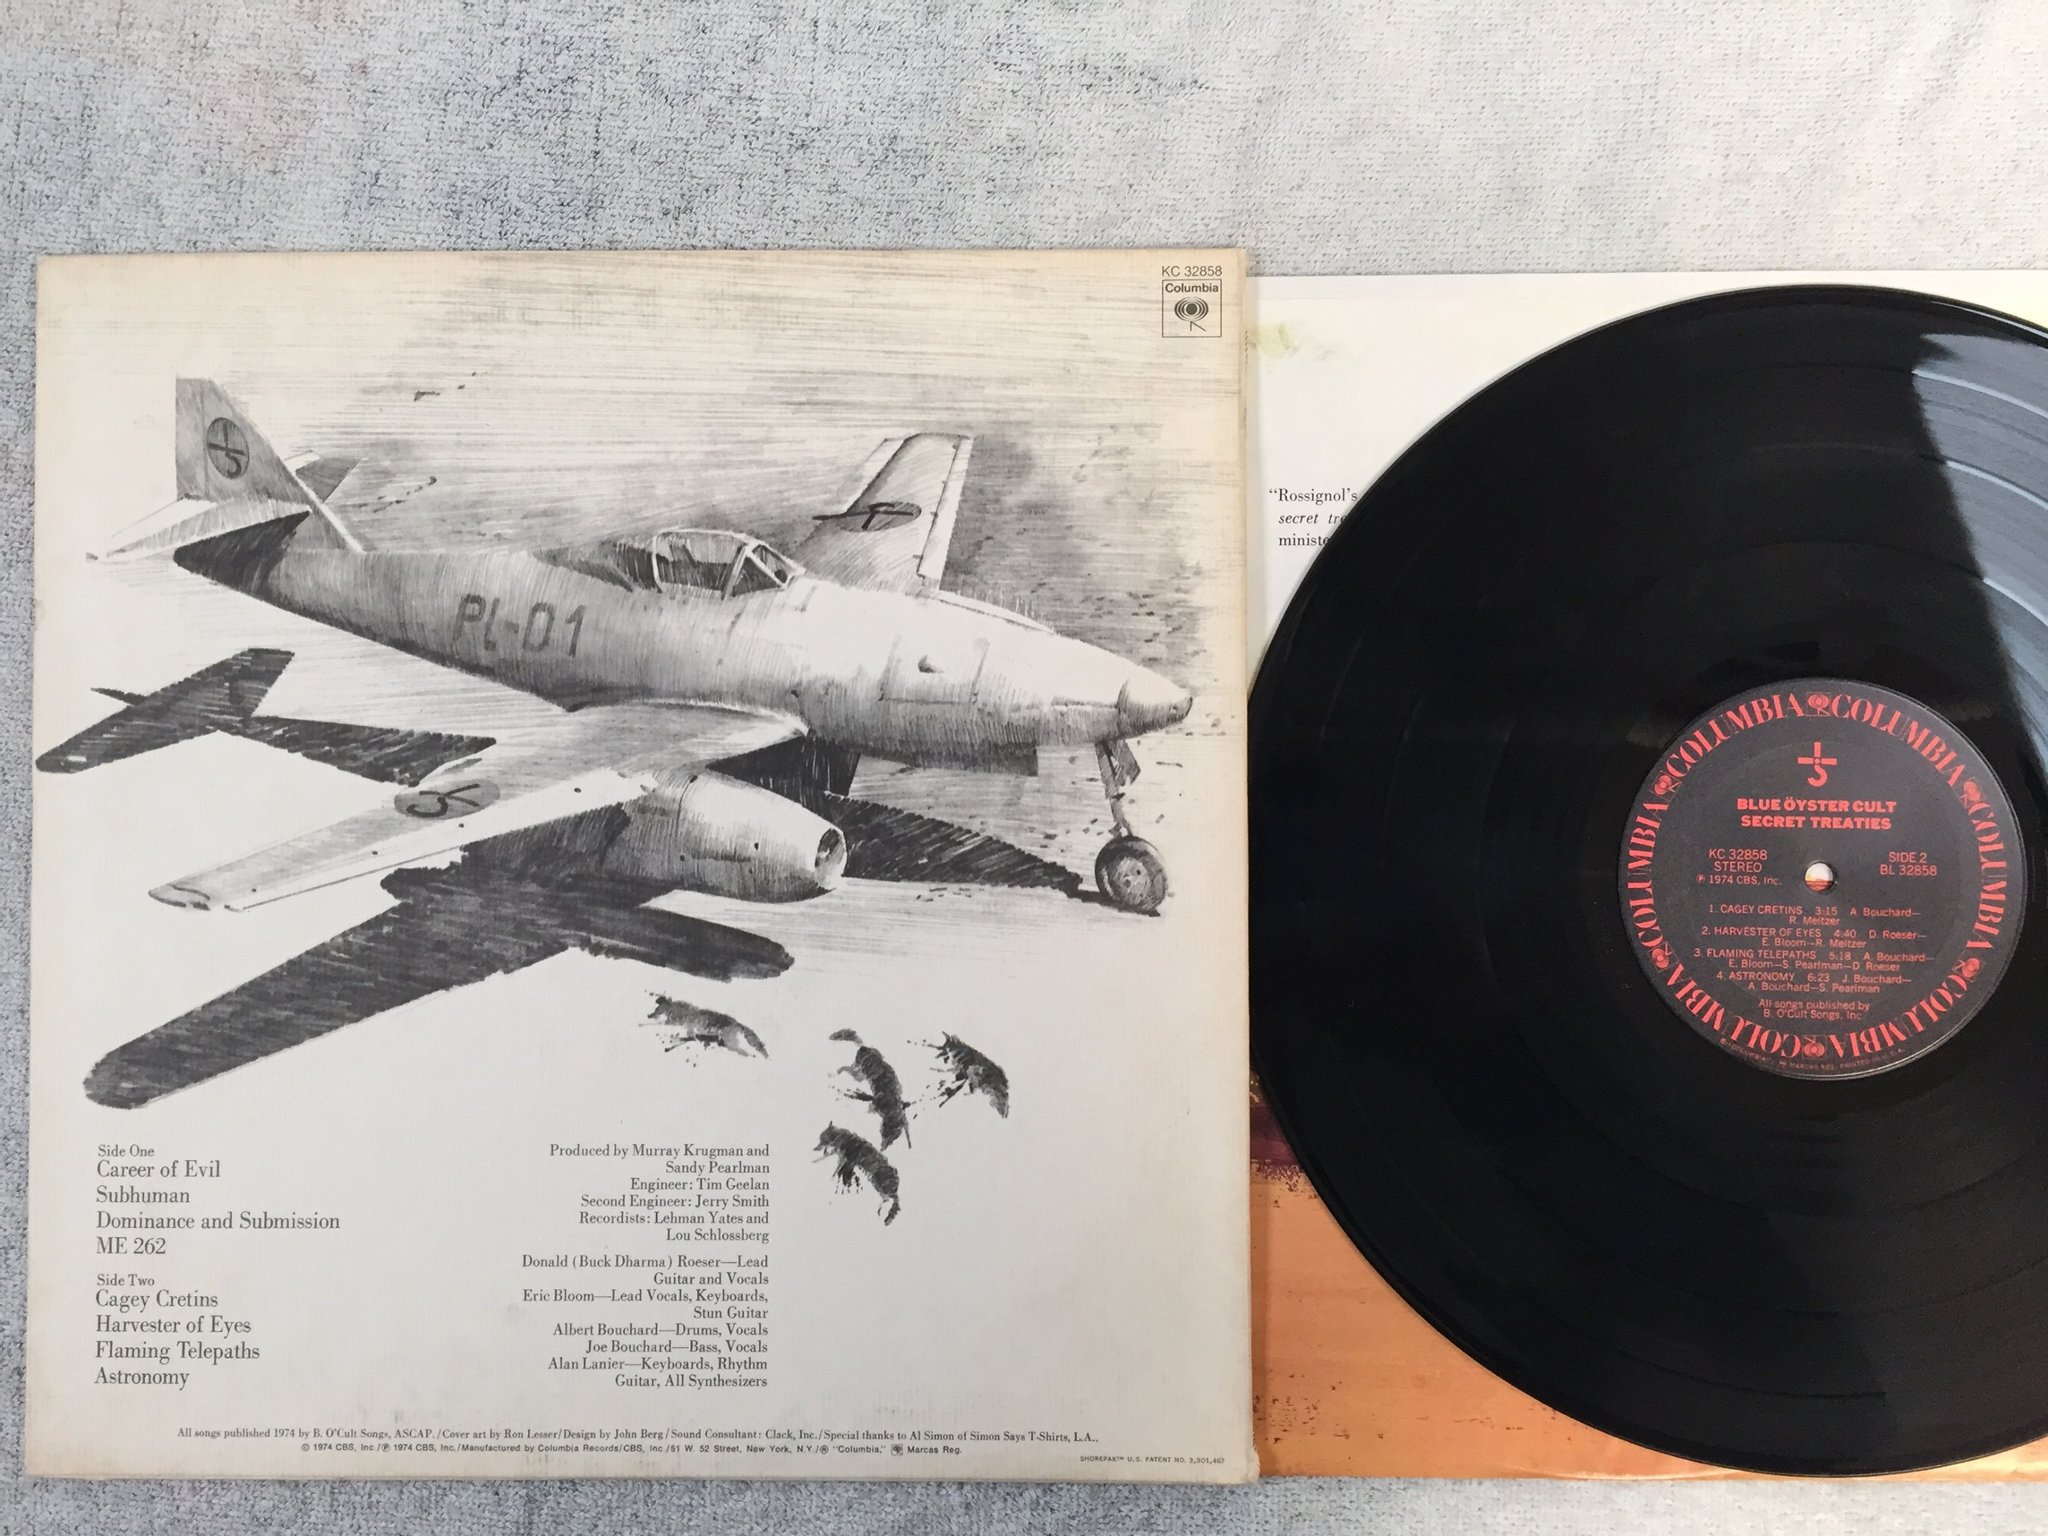 KC 32858
Columbia
PL-01
Side One
Career of Evil
Subhuman
Dominance and Submission
ME 262
Side Two
Cagey Cretins
Harvester of Eyes
Flaming Telepaths
Astronomy
Produced by Murray Krugman and
Sandy Pearlman
Engineer: Tim Geelan
Second Engineer: Jerry Smith
Recordists: Lehman Yates and
Lou Schlossberg
Donald (Buck Dharma) Roeser—Lead
Guitar and Vocals
Eric Bloom—Lead Vocals, Keyboards,
Stun Guitar
Albert Bouchard—Drums, Vocals
Joe Bouchard—Bass, Vocals
Alan Lanier—Keyboards, Rhythm
Guitar, All Synthesizers
All songs published 1974 by B. O'Cult Songs, ASCAP./Cover art by Ron Lesser/Design by John Berg/Sound Consultant: Clack, Inc./Special thanks to Al Simon of Simon Says T-Shirts, L.A..
© 1974 CBS, Inc/℗ 1974 CBS, Inc./Manufactured by Columbia Records/CBS, Inc/51 W. 52 Street, New York, N.Y./® "Columbia," Marcas Reg.
SHOREPAK™ U.S. PATENT NO. 3,301,467
"Rossignol's
secret
COLUMBIA COLUMBIA COLUMBIA COLUMBIA COLUMBIA COLUMBIA
BLUE ÖYSTER CULT
SECRET TREATIES
KC 32858 SIDE 2
STEREO BL 32858
℗ 1974 CBS, Inc.
1. CAGEY CRETINS 3:15 A. Bouchard—
R. Meltzer
2. HARVESTER OF EYES 4:40 D. Roeser—
E. Bloom—R. Meltzer
3. FLAMING TELEPATHS 5:18 A. Bouchard—
E. Bloom—S. Pearlman—D. Roeser
4. ASTRONOMY 6:23 J. Bouchard—
A. Bouchard—S. Pearlman
All songs published by
B. O'Cult Songs, Inc
"COLUMBIA", MARCAS REG. PRINTED IN U.S.A.